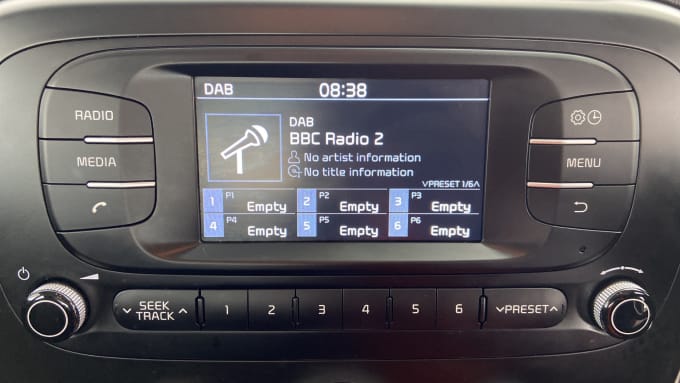 DAB 08:38
RADIO
MEDIA
DAB
BBC Radio 2
No artist information
No title information
PRESET 1/6
1 P1 Empty 2 P2 Empty 3 P3 Empty
4 P4 Empty 5 P5 Empty 6 P6 Empty
MENU
SEEK
TRACK
1 2 3 4 5 6
PRESET